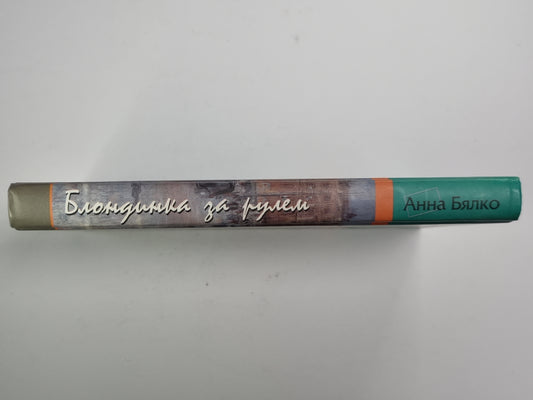 Блондинка за рулем
Анна Бялко